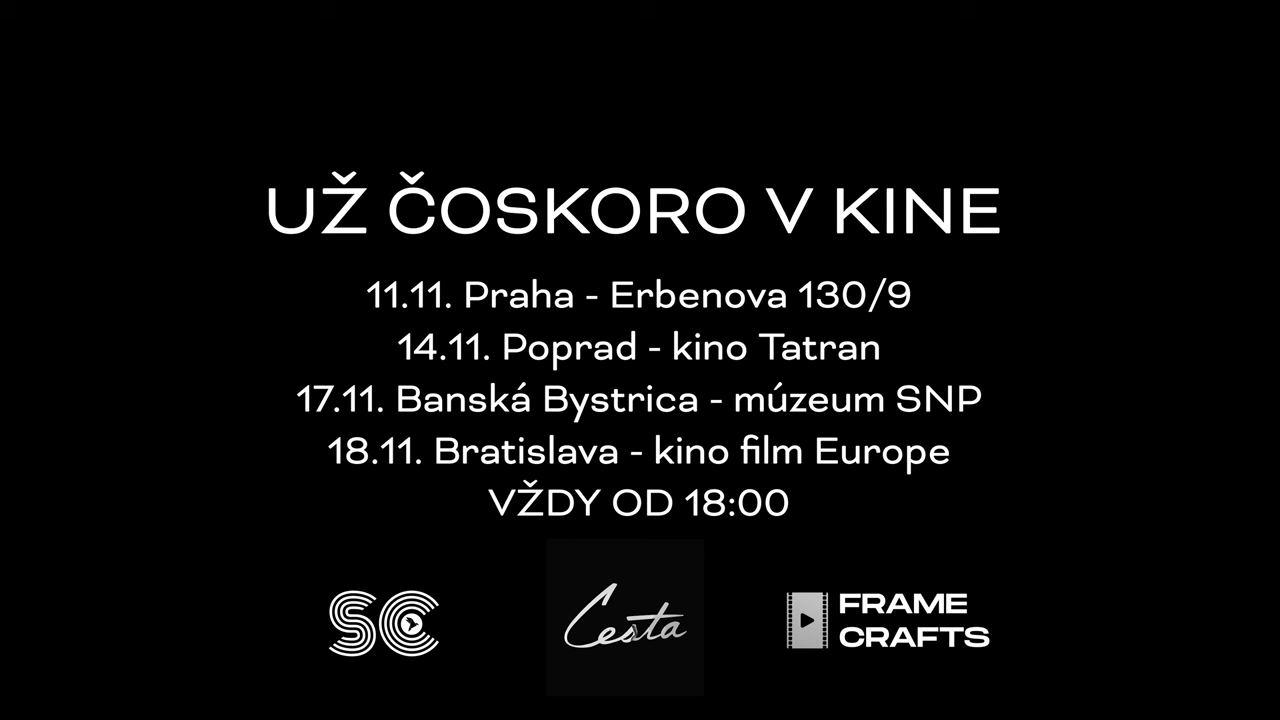 UŽ ČOSKORO V KINE
11.11. Praha - Erbenova 130/9
14.11. Poprad - kino Tatran
17.11. Banská Bystrica - múzeum SNP
18.11. Bratislava - kino film Europe
VŽDY OD 18:00
SC
Cesta
FRAME
CRAFTS